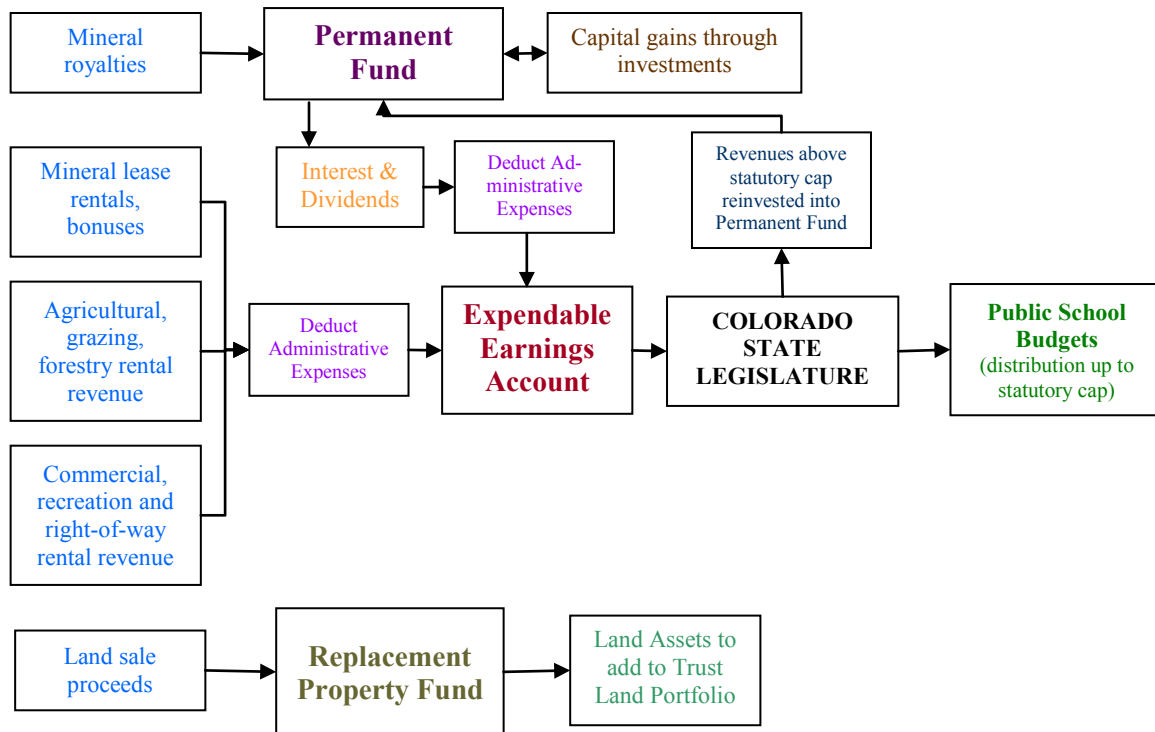 Mineral
royalties
Permanent
Fund
Capital gains through
investments
Mineral lease
rentals,
bonuses
Interest &
Dividends
Deduct Ad-
ministrative
Expenses
Revenues above
statutory cap
reinvested into
Permanent Fund
Agricultural,
grazing,
forestry rental
revenue
Deduct
Administrative
Expenses
Expendable
Earnings
Account
COLORADO
STATE
LEGISLATURE
Public School
Budgets
(distribution up to
statutory cap)
Commercial,
recreation and
right-of-way
rental revenue
Land sale
proceeds
Replacement
Property Fund
Land Assets to
add to Trust
Land Portfolio